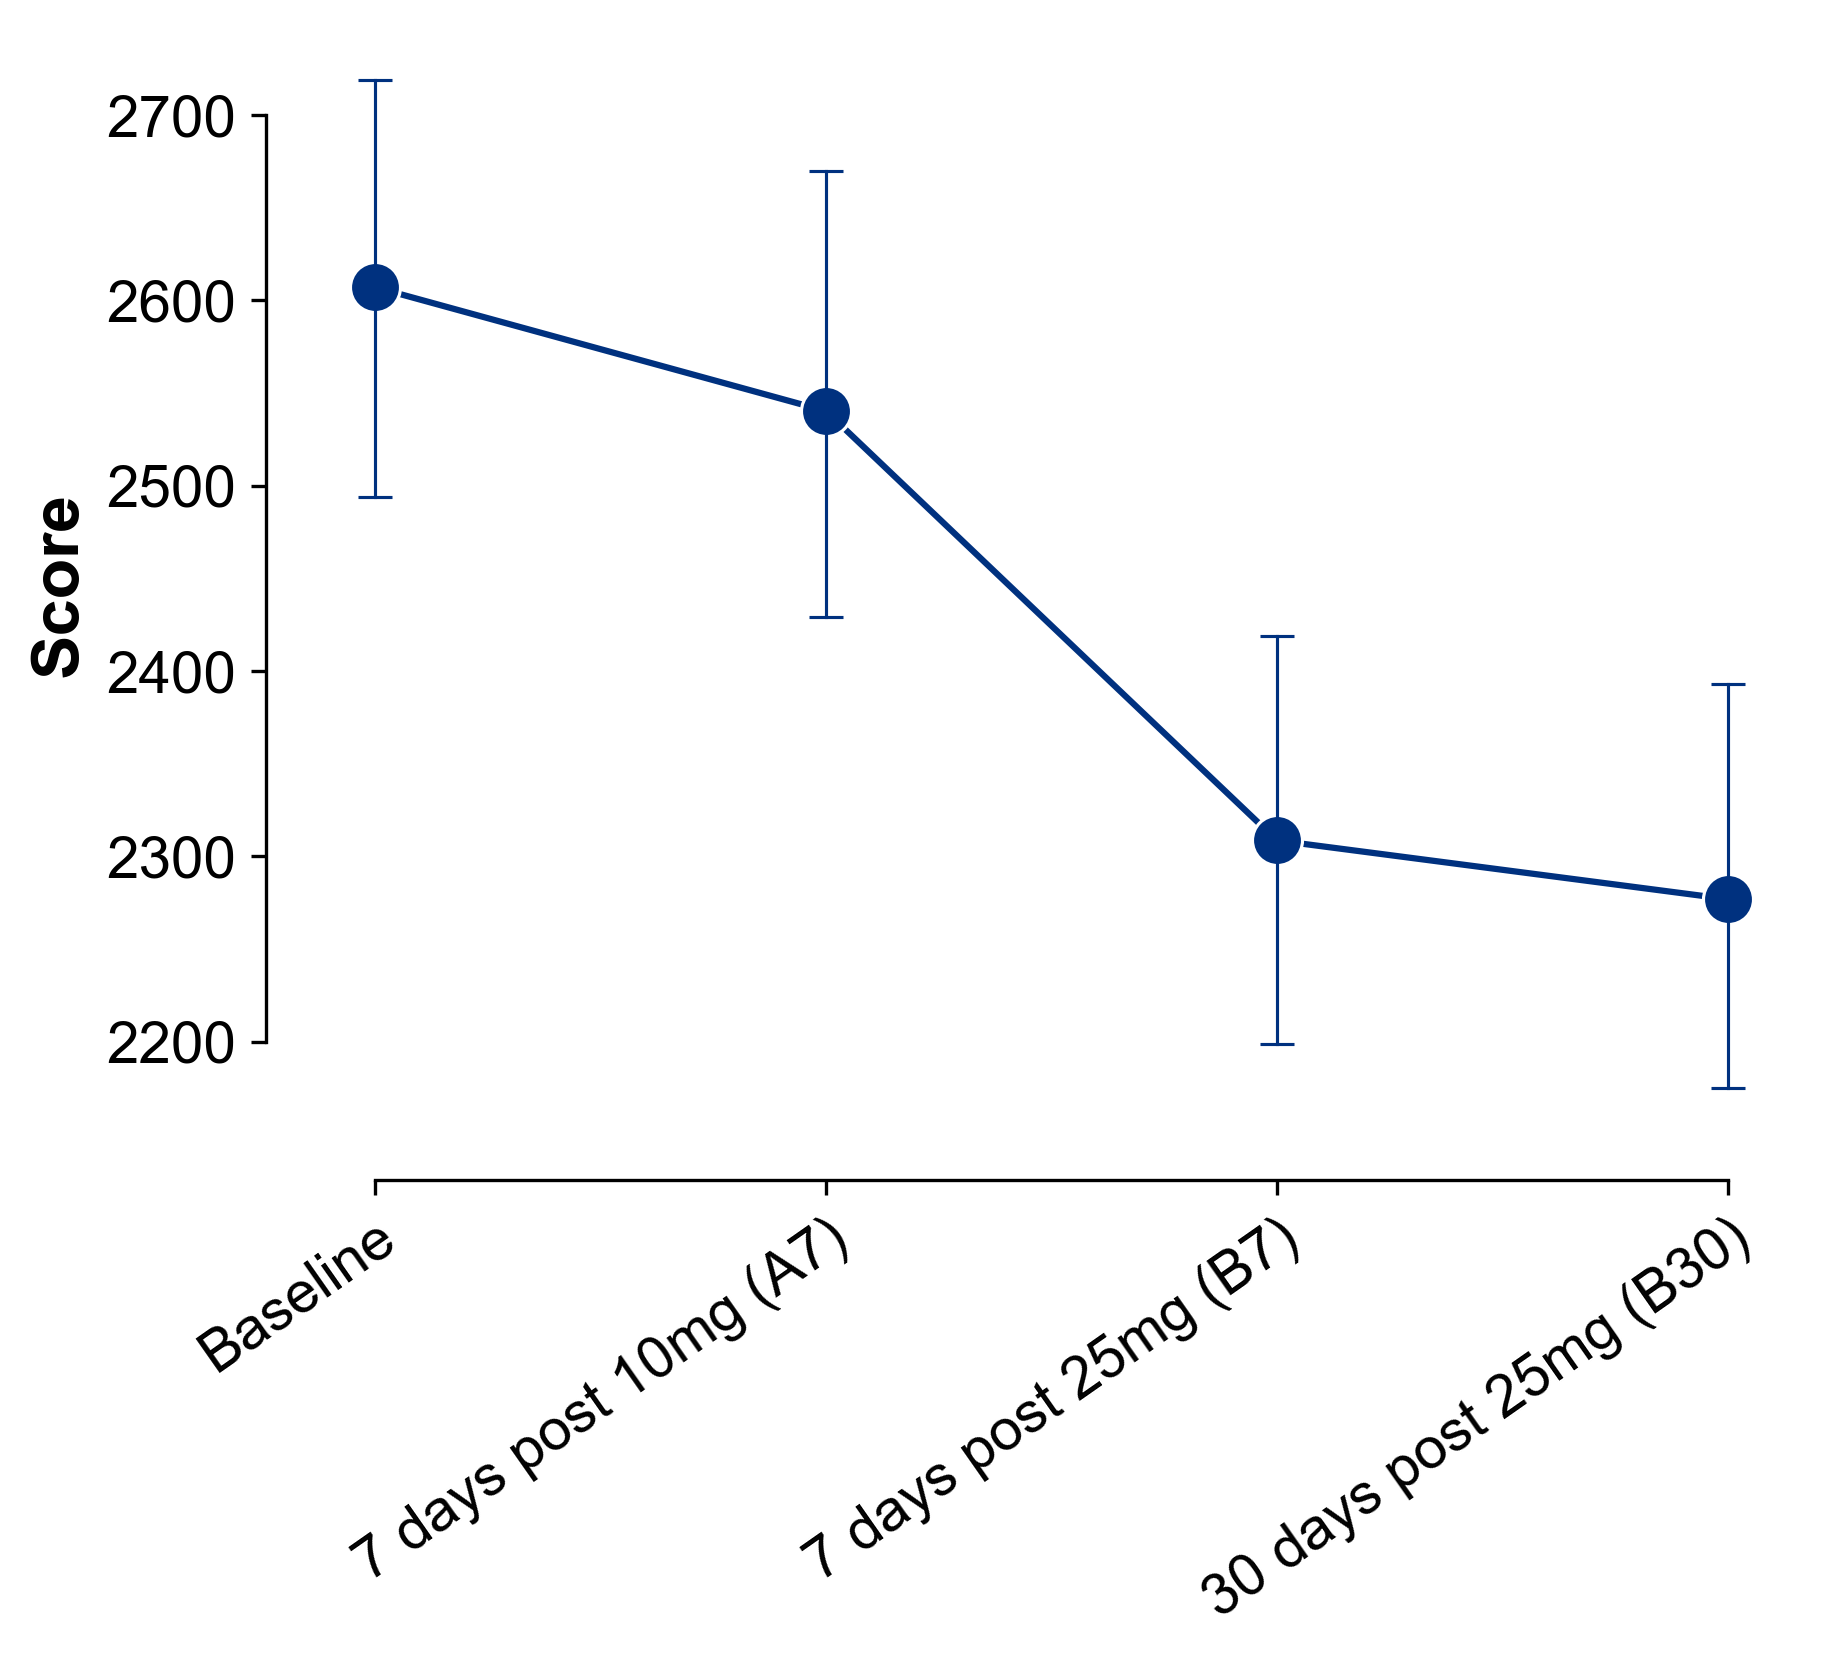 2700
2600
2500
2400
2300
2200
Score
Baseline
7 days post 10mg (A7)
7 days post 25mg (B7)
30 days post 25mg (B30)